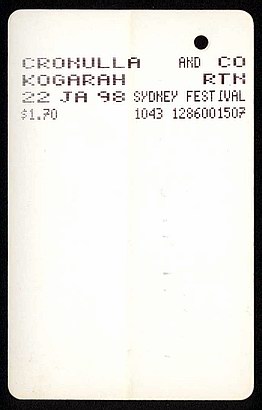 CRONULLA AND CO
KOGARAH RTN
22 JA 98 SYDNEY FESTIVAL
$1.70 1043 1286001507